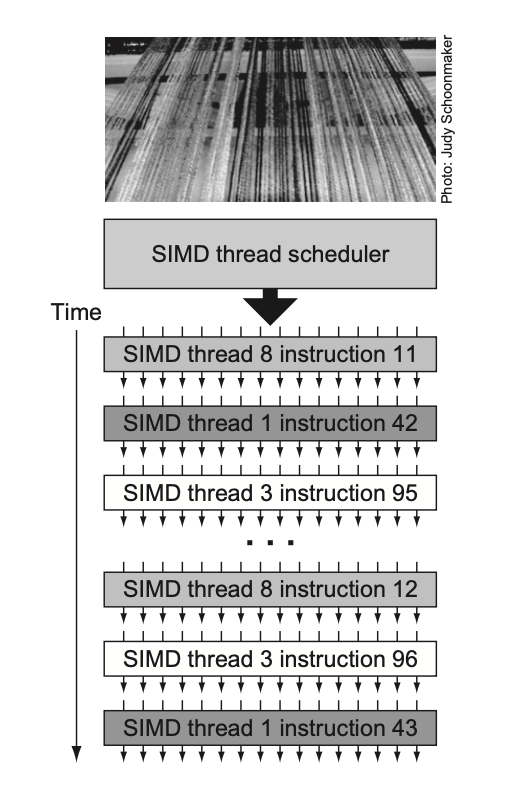 Photo: Judy Schoonmaker
SIMD thread scheduler
Time
SIMD thread 8 instruction 11
SIMD thread 1 instruction 42
SIMD thread 3 instruction 95
. . .
SIMD thread 8 instruction 12
SIMD thread 3 instruction 96
SIMD thread 1 instruction 43